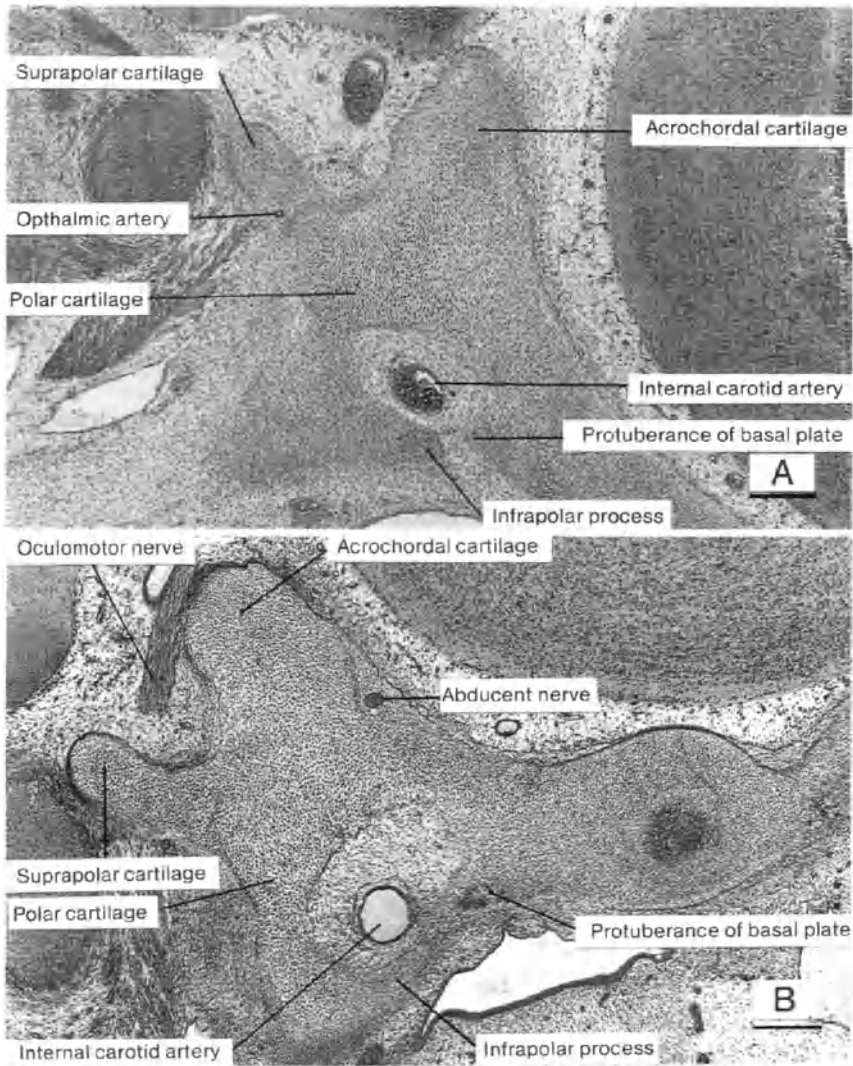 Suprapolar cartilage
Acrochordal cartilage
Opthalmic artery
Polar cartilage
Internal carotid artery
Protuberance of basal plate
A
Infrapolar process
Oculomotor nerve
Acrochordal cartilage
Abducent nerve
Suprapolar cartilage
Polar cartilage
Protuberance of basal plate
B
Internal carotid artery
Infrapolar process